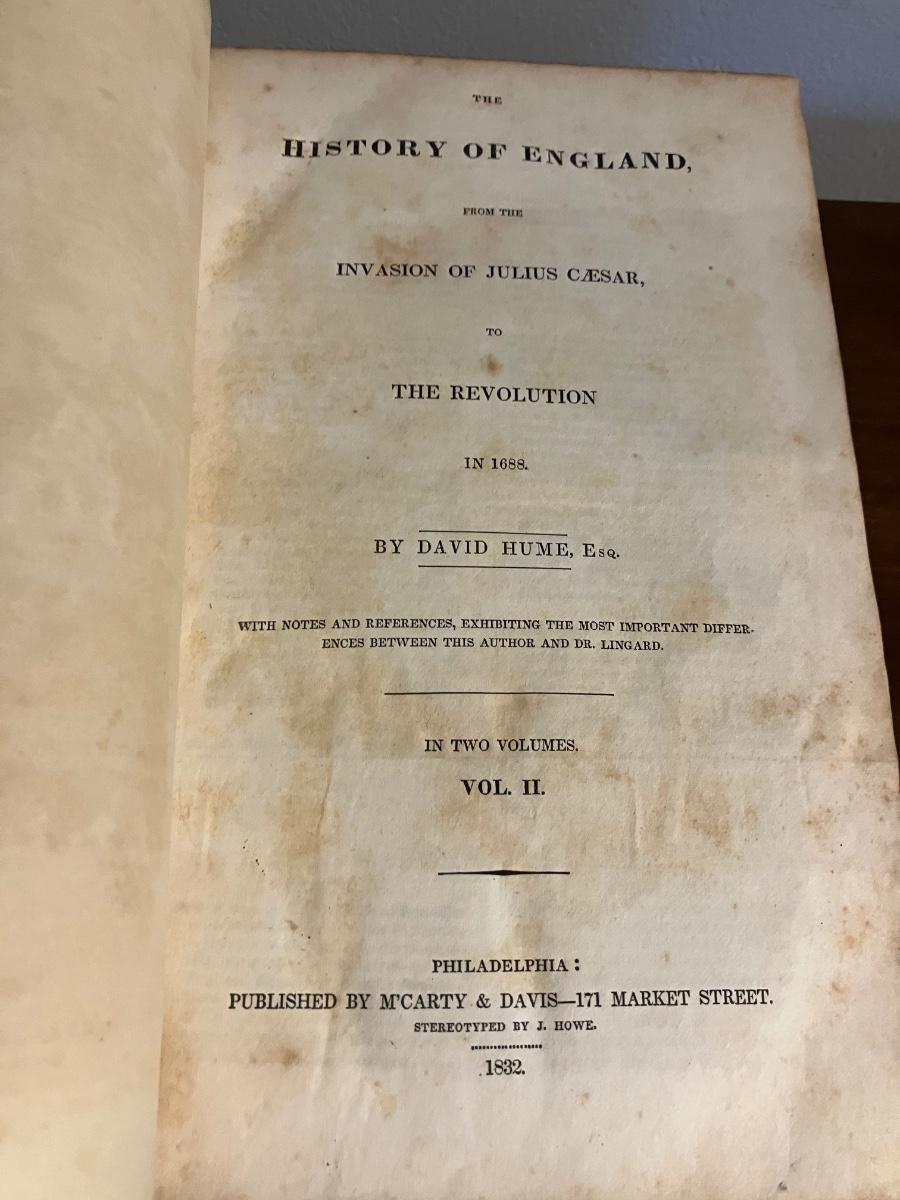 THE
HISTORY OF ENGLAND,
FROM THE
INVASION OF JULIUS CÆSAR,
TO
THE REVOLUTION
IN 1688.
BY DAVID HUME, Esq.
WITH NOTES AND REFERENCES, EXHIBITING THE MOST IMPORTANT DIFFER-
ENCES BETWEEN THIS AUTHOR AND DR. LINGARD.
IN TWO VOLUMES.
VOL. II.
PHILADELPHIA:
PUBLISHED BY M'CARTY & DAVIS—171 MARKET STREET.
STEREOTYPED BY J. HOWE.
1832.